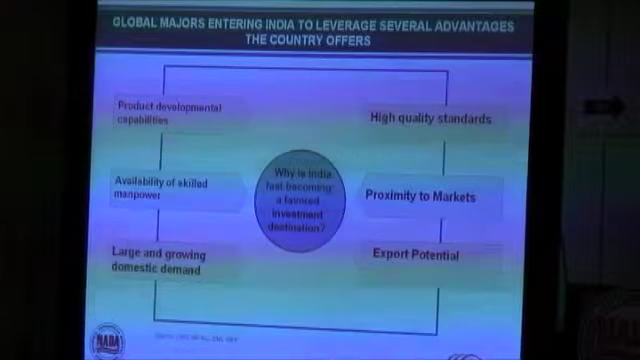 GLOBAL MAJORS ENTERING INDIA TO LEVERAGE SEVERAL ADVANTAGES
THE COUNTRY OFFERS
Product developmental
capabilities
Availability of skilled
manpower
Large and growing
domestic demand
Why is India
fast becoming
a favored
investment
destination?
High quality standards
Proximity to Markets
Export Potential